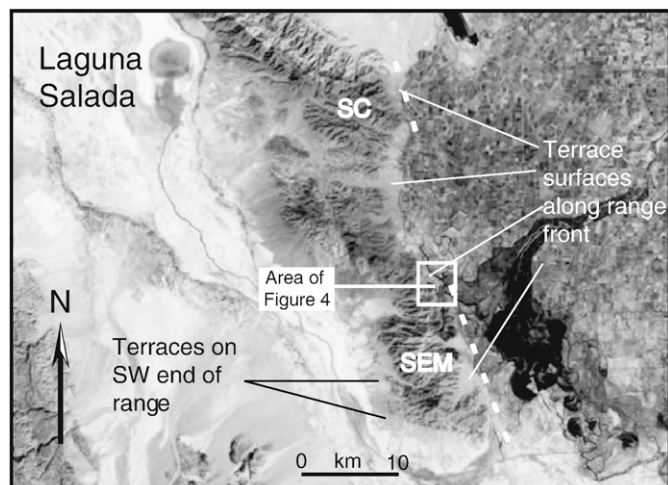 Laguna
Salada
SC
Terrace
surfaces
along range
front
Area of
Figure 4
N
SEM
Terraces on
SW end of
range
0 km 10